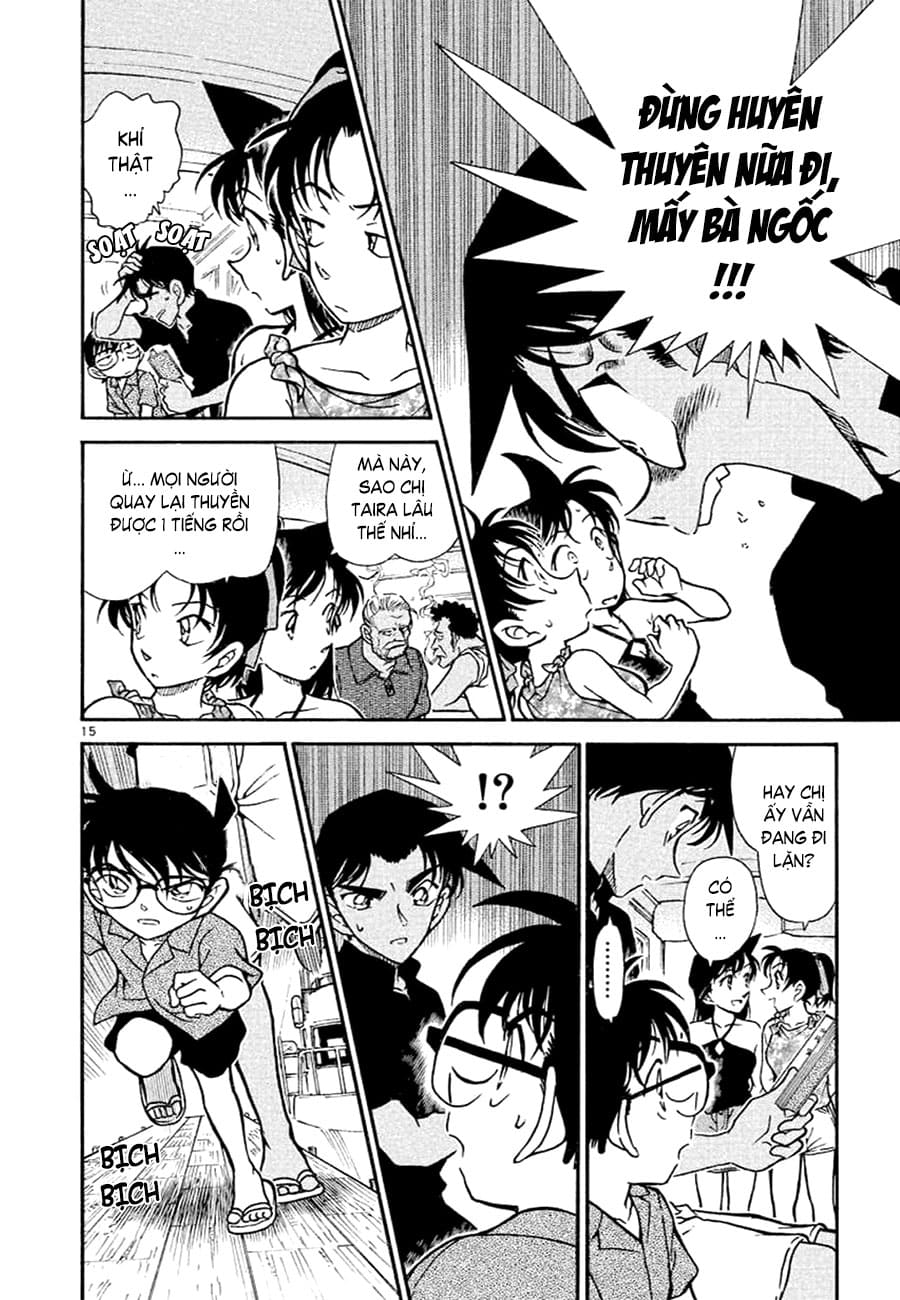 ĐỪNG HUYÊN
THUYÊN NỮA ĐI,
MẤY BÀ NGỐC
!!!
KHÍ
THẬT
...
SOẠT
SOẠT
MÀ NÀY,
SAO CHỊ
TAIRA LÂU
THẾ NHÍ...
Ừ... MỌI NGƯỜI
QUAY LẠI THUYỀN
ĐƯỢC 1 TIẾNG RỒI
...
15
HAY CHỊ
ẤY VẪN
ĐANG ĐI
LẶN?
CÓ
THỂ
...
.........
!?
BỊCH
BỊCH
BỊCH
BỊCH